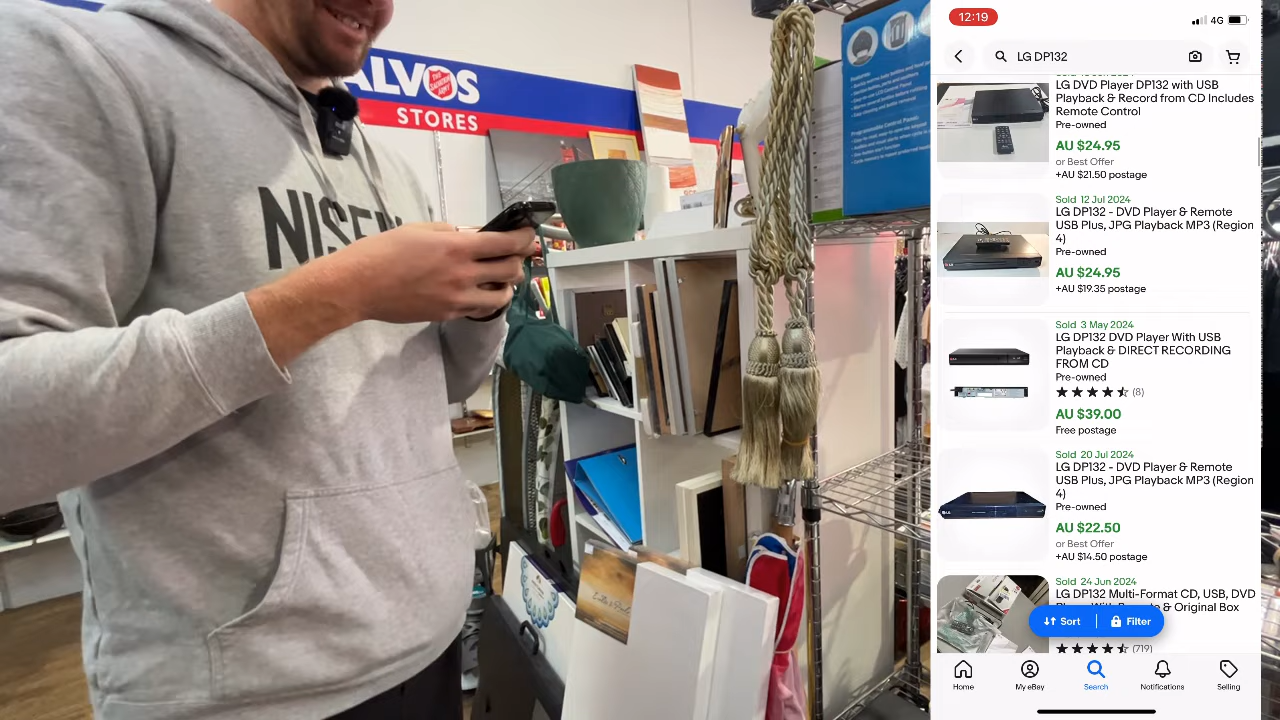 ALVOS
STORES
NISEN
12:19
4G
LG DP132
LG DVD Player DP132 with USB
Playback & Record from CD Includes
Remote Control
Pre-owned
AU $24.95
or Best Offer
+AU $21.50 postage
Sold 12 Jul 2024
LG DP132 - DVD Player & Remote
USB Plus, JPG Playback MP3 (Region
4)
Pre-owned
AU $24.95
+AU $19.35 postage
Sold 3 May 2024
LG DP132 DVD Player With USB
Playback & DIRECT RECORDING
FROM CD
Pre-owned
(8)
AU $39.00
Free postage
Sold 20 Jul 2024
LG DP132 - DVD Player & Remote
USB Plus, JPG Playback MP3 (Region
4)
Pre-owned
AU $22.50
or Best Offer
+AU $14.50 postage
Sold 24 Jun 2024
LG DP132 Multi-Format CD, USB, DVD
& Original Box
(719)
Sort
Filter
Home
My eBay
Search
Notifications
Selling